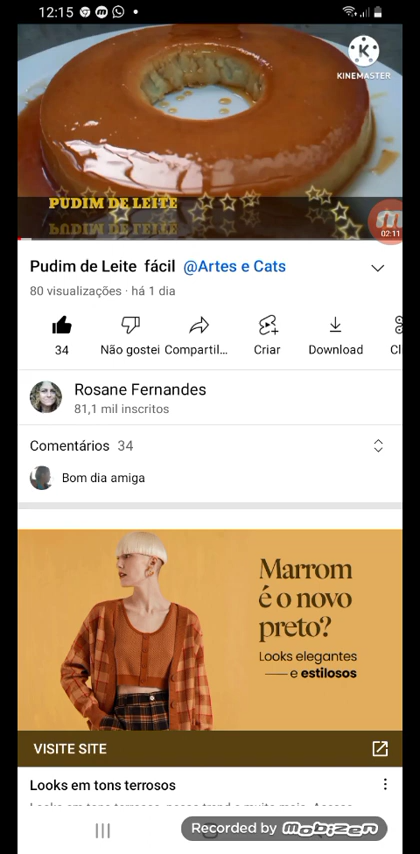 12:15
KINEMASTER
PUDIM DE LEITE
02:11
Pudim de Leite fácil @Artes e Cats
80 visualizações · há 1 dia
34 Não gostei Compartil... Criar Download
Rosane Fernandes
81,1 mil inscritos
Comentários 34
Bom dia amiga
Marrom
é o novo
preto?
Looks elegantes
e estilosos
VISITE SITE
Looks em tons terrosos
Recorded by mobizen